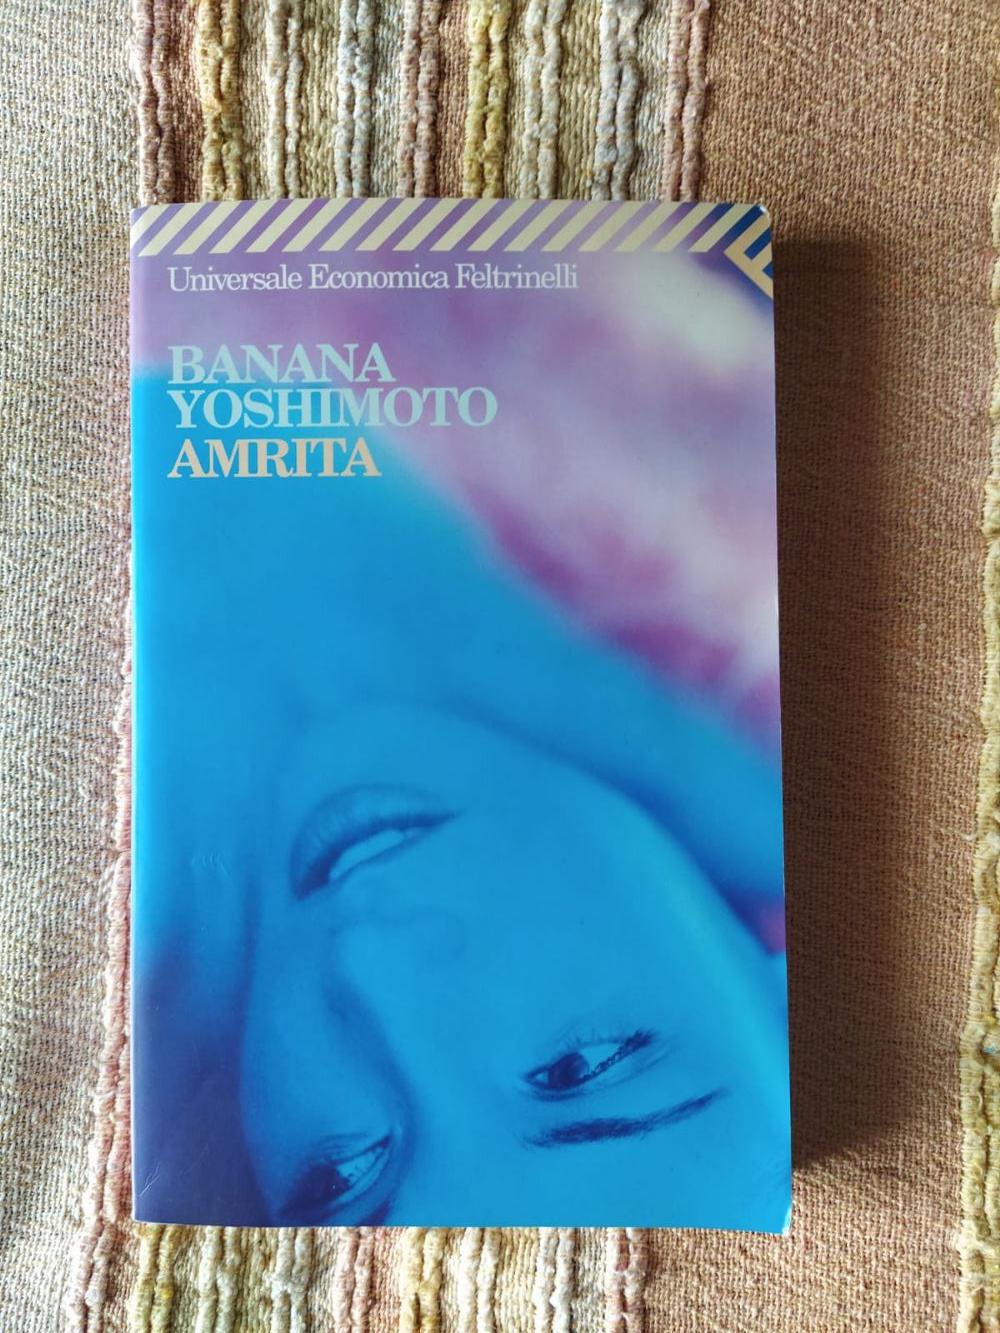 Universale Economica Feltrinelli
BANANA
YOSHIMOTO
AMRITA